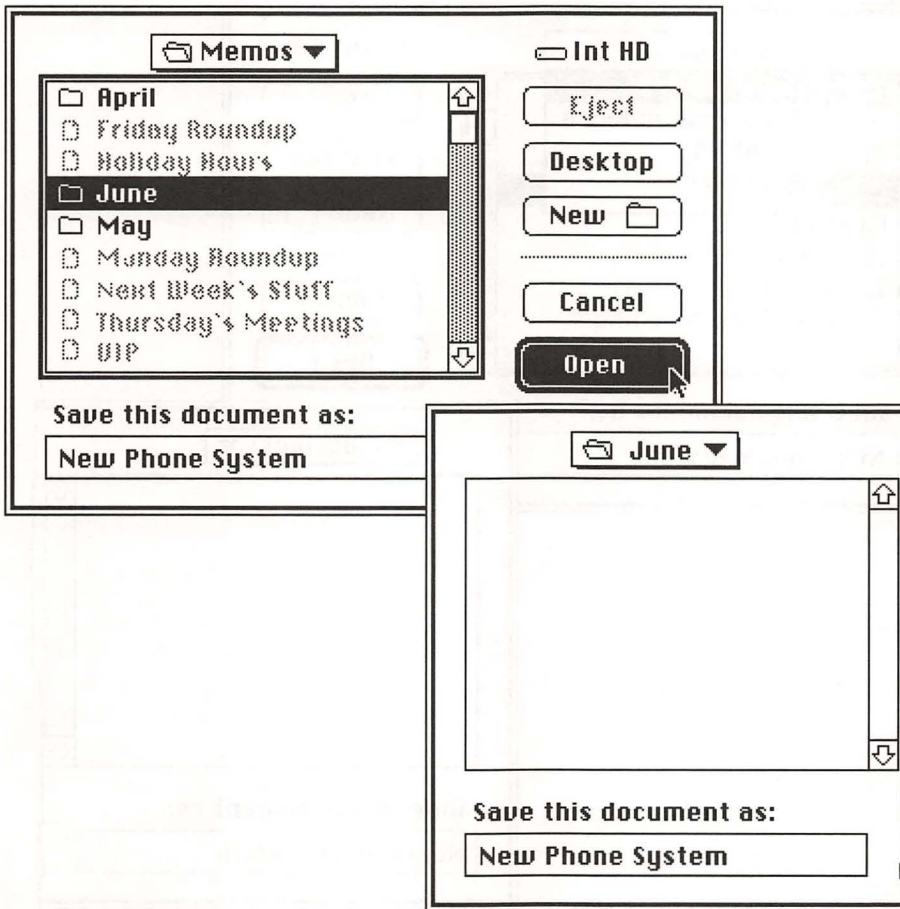 Memos
Int HD
April
Friday Roundup
Holiday Hours
June
May
Monday Roundup
Next Week's Stuff
Thursday's Meetings
VIP
Eject
Desktop
New
Cancel
Open
Save this document as:
New Phone System
June
Save this document as:
New Phone System